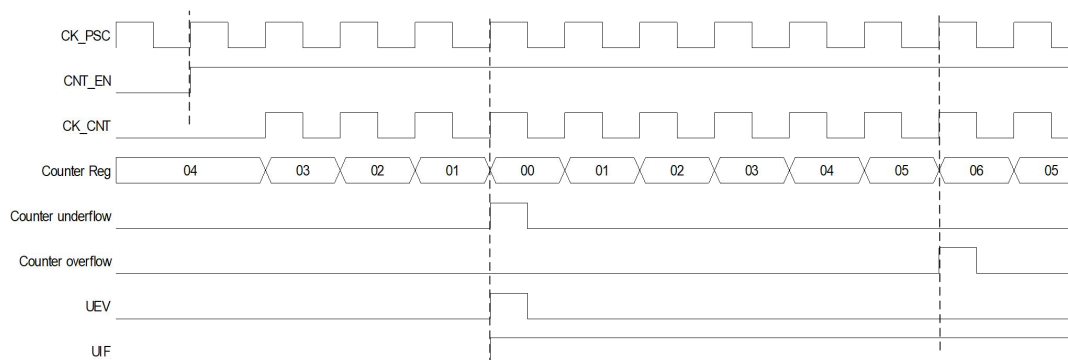 CK_PSC
CNT_EN
CK_CNT
Counter Reg 04 03 02 01 00 01 02 03 04 05 06 05
Counter underflow
Counter overflow
UEV
UIF